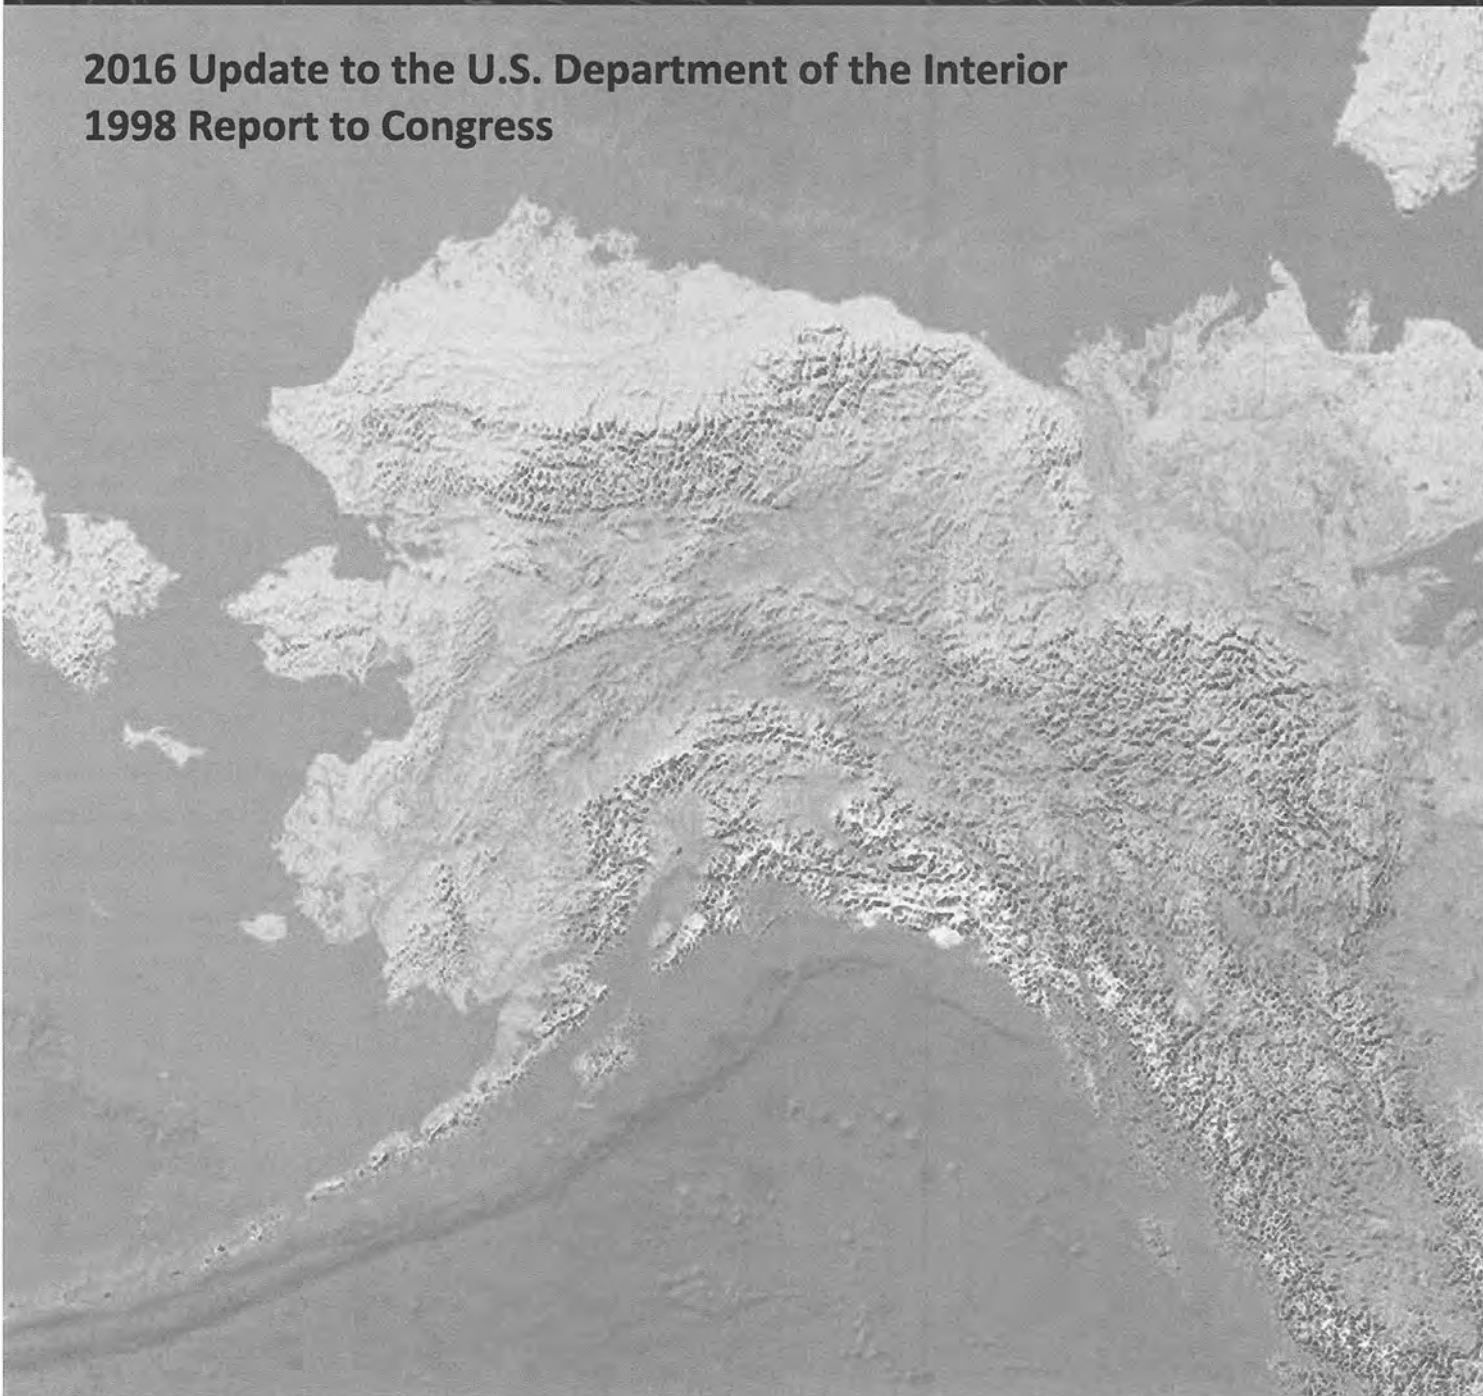 2016 Update to the U.S. Department of the Interior
1998 Report to Congress